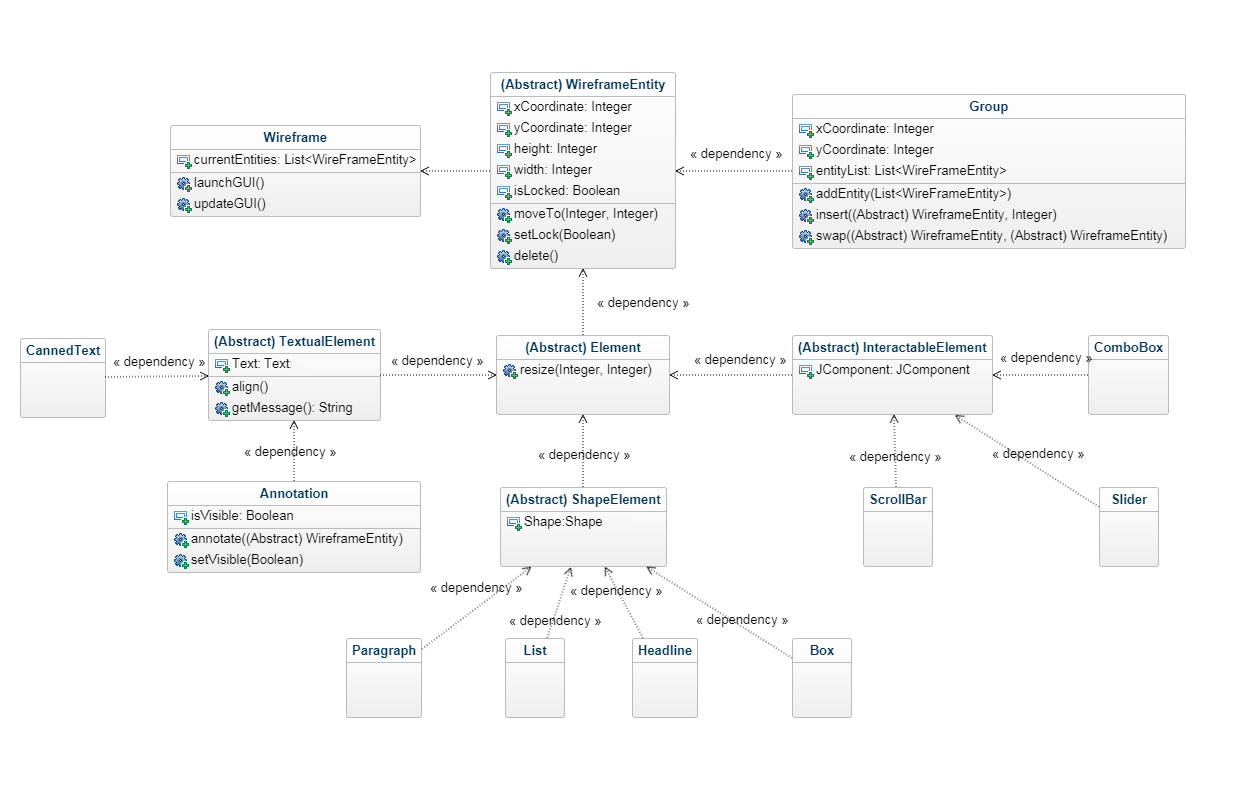 (Abstract) WireframeEntity
xCoordinate: Integer
yCoordinate: Integer
height: Integer
width: Integer
isLocked: Boolean
moveTo(Integer, Integer)
setLock(Boolean)
delete()
Group
xCoordinate: Integer
yCoordinate: Integer
entityList: List<WireFrameEntity>
addEntity(List<WireFrameEntity>)
insert((Abstract) WireframeEntity, Integer)
swap((Abstract) WireframeEntity, (Abstract) WireframeEntity)
Wireframe
currentEntities: List<WireFrameEntity>
launchGUI()
updateGUI()
« dependency »
« dependency »
CannedText
« dependency »
(Abstract) TextualElement
Text: Text
align()
getMessage(): String
« dependency »
(Abstract) Element
resize(Integer, Integer)
« dependency »
(Abstract) InteractableElement
JComponent: JComponent
« dependency »
ComboBox
« dependency »
« dependency »
« dependency »
« dependency »
Annotation
isVisible: Boolean
annotate((Abstract) WireframeEntity)
setVisible(Boolean)
(Abstract) ShapeElement
Shape:Shape
ScrollBar
Slider
« dependency »
« dependency »
« dependency »
« dependency »
Paragraph
List
Headline
Box